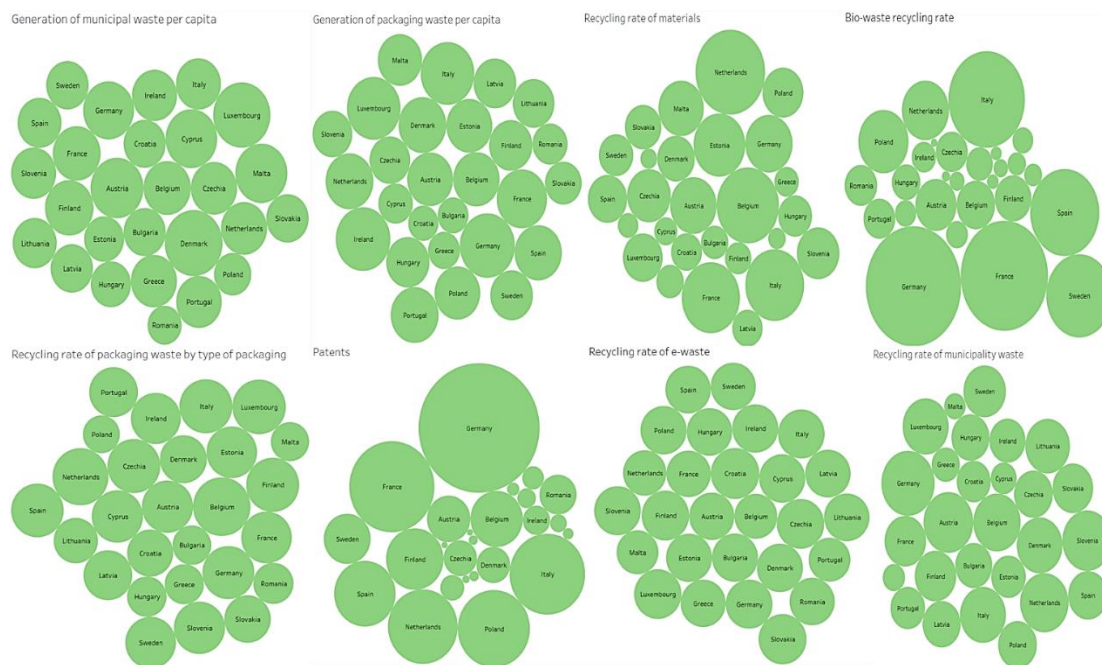 Generation of municipal waste per capita
Sweden
Ireland
Italy
Germany
Luxembourg
Spain
Croatia
Cyprus
France
Slovenia
Malta
Austria
Belgium
Czechia
Finland
Slovakia
Netherlands
Bulgaria
Estonia
Lithuania
Denmark
Latvia
Poland
Hungary
Greece
Portugal
Romania
Generation of packaging waste per capita
Malta
Italy
Latvia
Lithuania
Luxembourg
Denmark
Estonia
Slovenia
Finland
Romania
Czechia
Netherlands
Austria
Belgium
Slovakia
France
Cyprus
Bulgaria
Croatia
Ireland
Germany
Greece
Spain
Hungary
Poland
Sweden
Portugal
Recycling rate of materials
Netherlands
Poland
Malta
Slovakia
Estonia
Germany
Sweden
Denmark
Greece
Spain
Czechia
Austria
Belgium
Hungary
Cyprus
Bulgaria
Croatia
Luxembourg
Finland
Slovenia
Italy
France
Latvia
Bio-waste recycling rate
Italy
Netherlands
Poland
Czechia
Ireland
Hungary
Romania
Finland
Austria
Belgium
Spain
Portugal
France
Germany
Sweden
Recycling rate of packaging waste by type of packaging
Portugal
Italy
Luxembourg
Ireland
Poland
Malta
Estonia
Denmark
Czechia
Netherlands
Finland
Austria
Belgium
Spain
Cyprus
France
Lithuania
Bulgaria
Croatia
Latvia
Germany
Greece
Romania
Hungary
Slovakia
Slovenia
Sweden
Patents
Germany
France
Romania
Austria
Belgium
Ireland
Sweden
Finland
Czechia
Denmark
Italy
Spain
Netherlands
Poland
Recycling rate of e-waste
Spain
Sweden
Poland
Hungary
Ireland
Italy
Netherlands
France
Croatia
Cyprus
Latvia
Slovenia
Finland
Austria
Belgium
Czechia
Lithuania
Malta
Estonia
Bulgaria
Denmark
Portugal
Luxembourg
Greece
Germany
Romania
Slovakia
Recycling rate of municipality waste
Sweden
Malta
Luxembourg
Hungary
Ireland
Lithuania
Greece
Germany
Croatia
Cyprus
Czechia
Slovakia
Austria
Belgium
France
Denmark
Slovenia
Bulgaria
Finland
Estonia
Spain
Netherlands
Portugal
Italy
Latvia
Poland